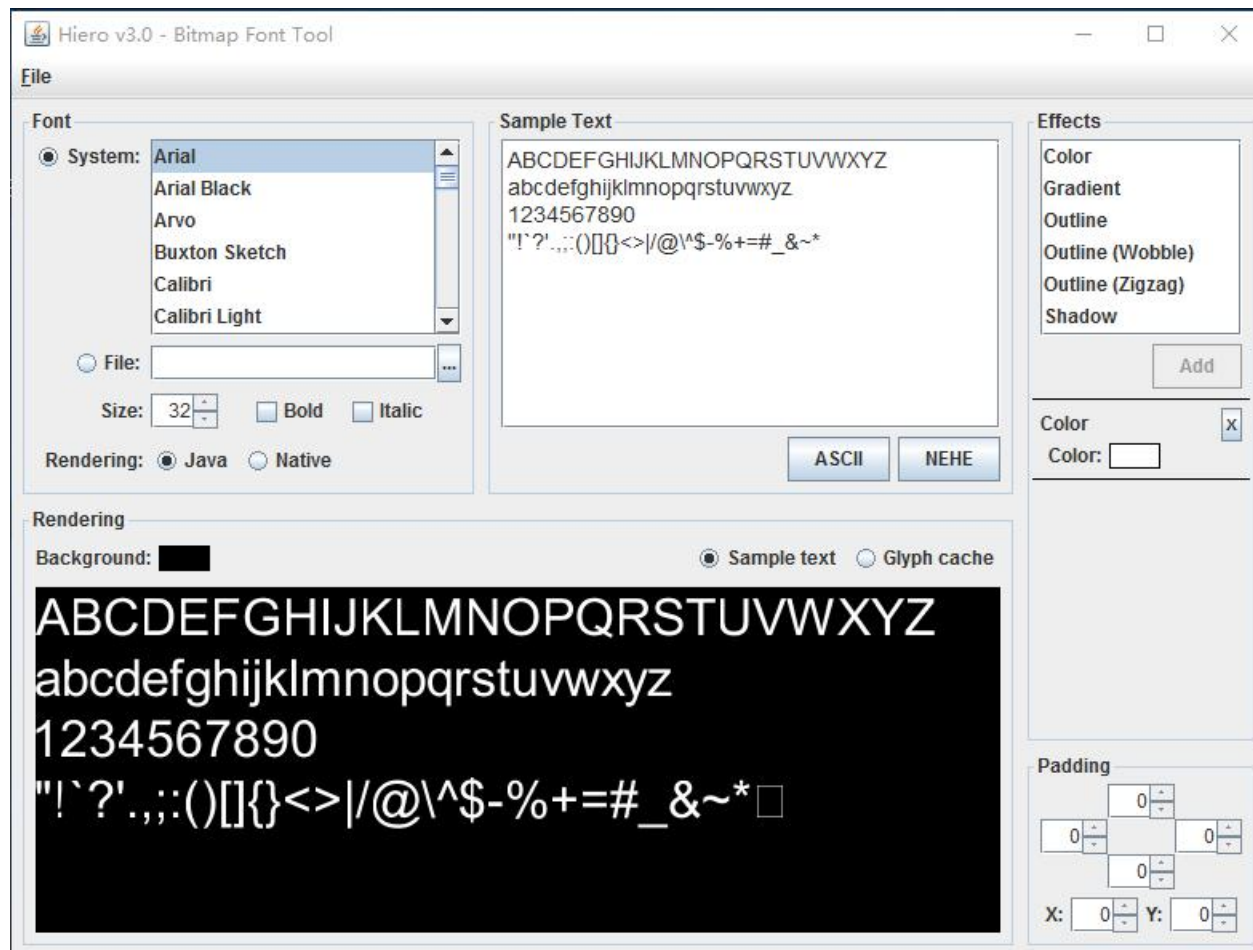 Hiero v3.0 - Bitmap Font Tool
File
Font
System:
Arial
Arial Black
Arvo
Buxton Sketch
Calibri
Calibri Light
File:
...
Size: 32 Bold Italic
Rendering: Java Native
Sample Text
ABCDEFGHIJKLMNOPQRSTUVWXYZ
abcdefghijklmnopqrstuvwxyz
1234567890
"!`?'.,;:()[]{}<>|/@\^$-%+=#_&~*
ASCII NEHE
Effects
Color
Gradient
Outline
Outline (Wobble)
Outline (Zigzag)
Shadow
Add
Color X
Color:
Rendering
Background: Sample text Glyph cache
ABCDEFGHIJKLMNOPQRSTUVWXYZ
abcdefghijklmnopqrstuvwxyz
1234567890
"!`?'.,;:()[]{}<>|/@\^$-%+=#_&~*□
Padding
0
0 0
0
X: 0 Y: 0